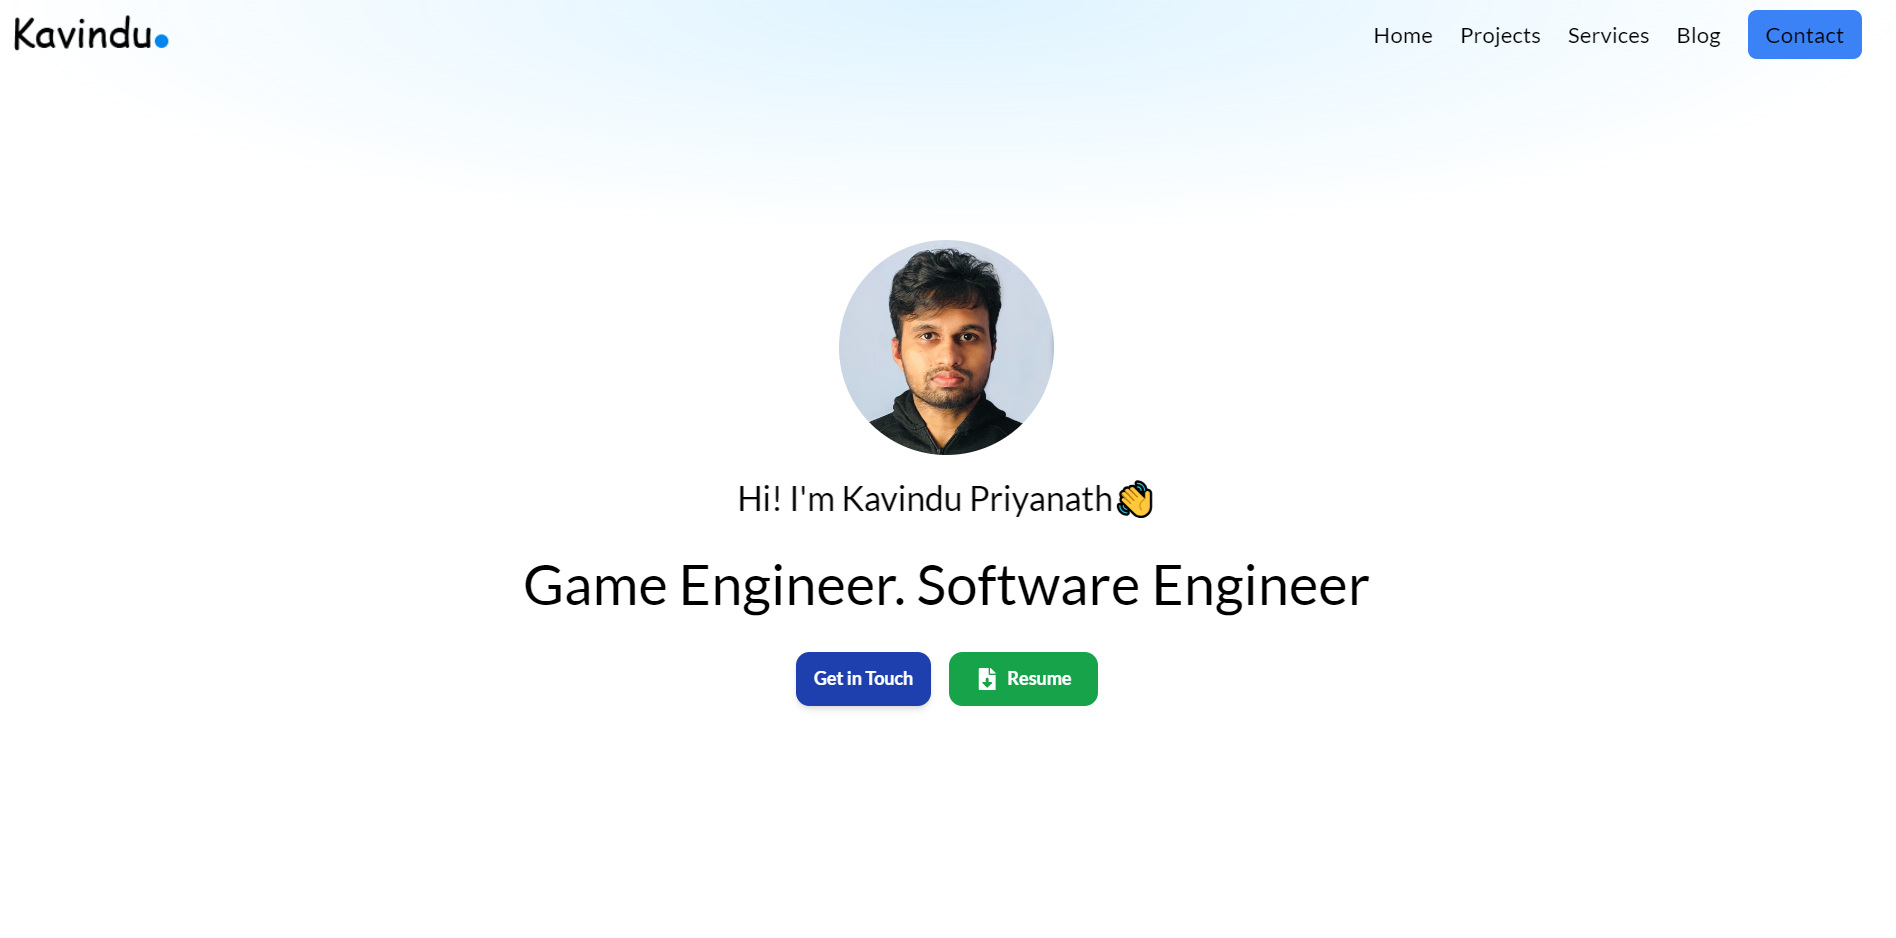 Kavindu
Home Projects Services Blog Contact
Hi! I'm Kavindu Priyanath👋
Game Engineer. Software Engineer
Get in Touch Resume